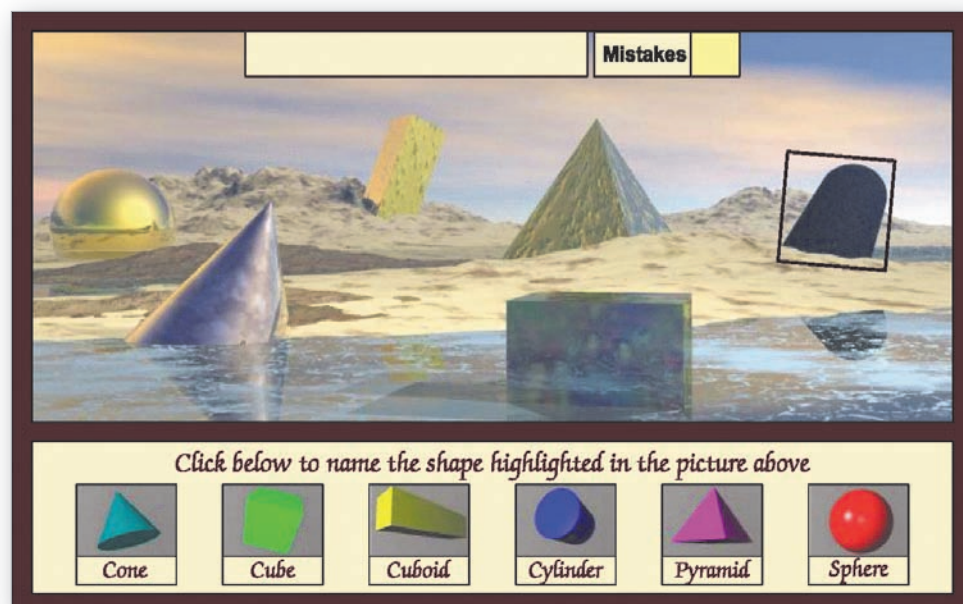 Mistakes
Click below to name the shape highlighted in the picture above
Cone
Cube
Cuboid
Cylinder
Pyramid
Sphere